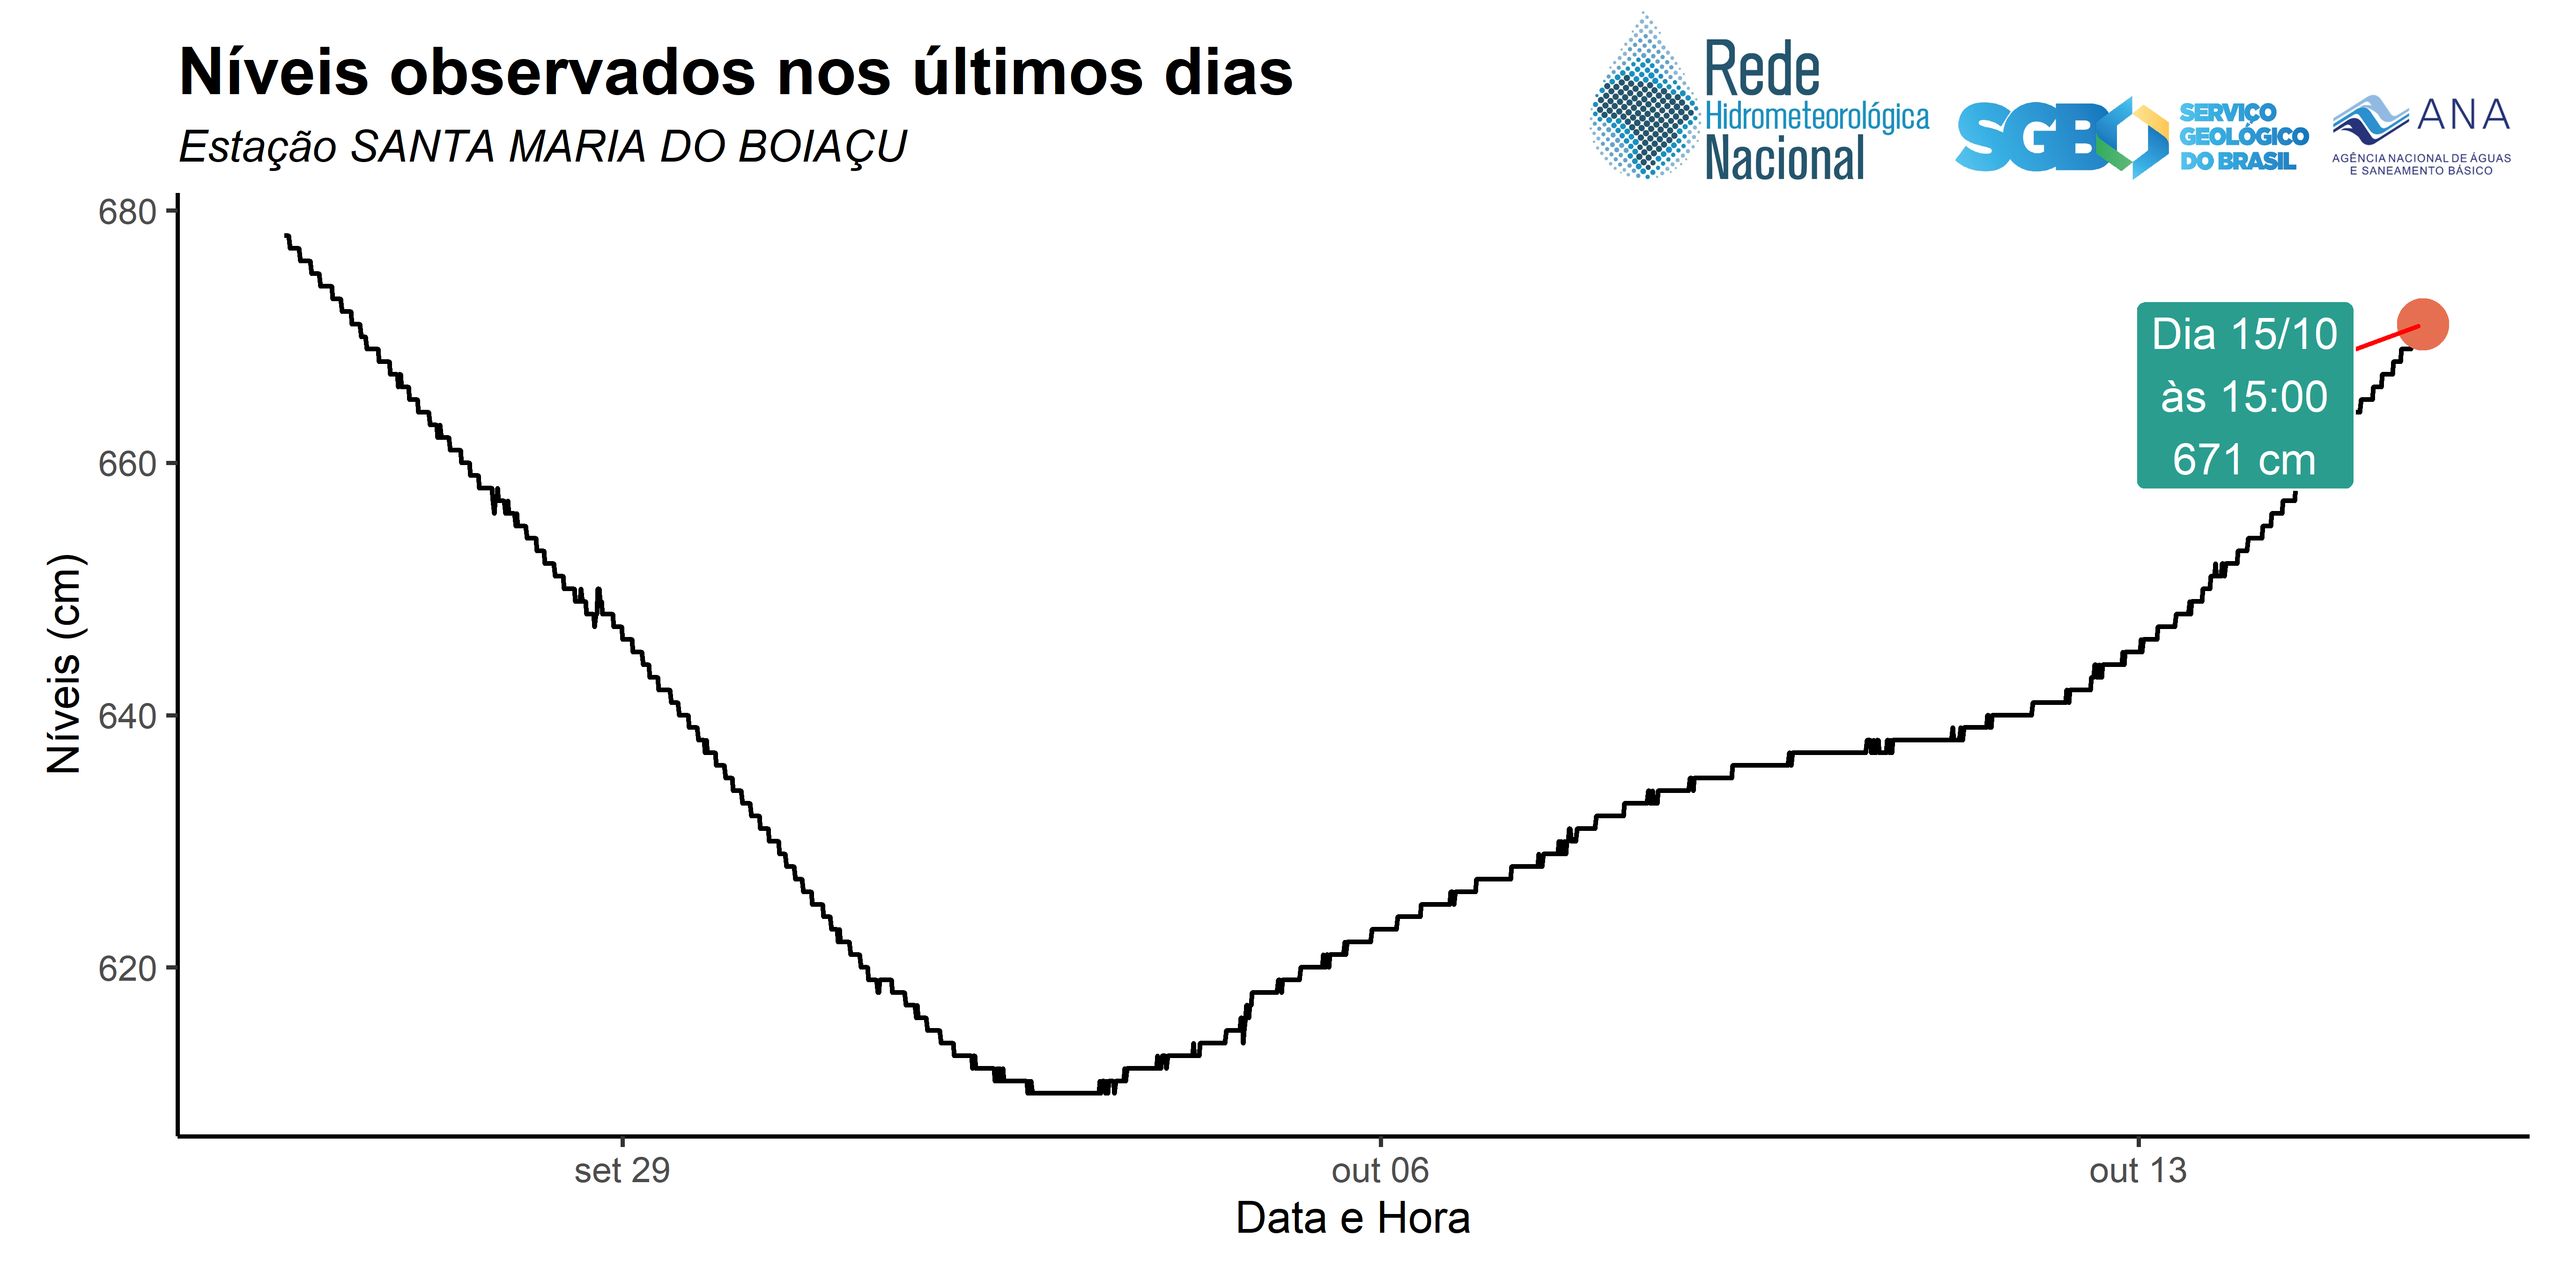 Níveis observados nos últimos dias
Estação SANTA MARIA DO BOIAÇU
Rede
Hidrometeorológica
Nacional
SGB
SERVIÇO
GEOLÓGICO
DO BRASIL
ANA
AGÊNCIA NACIONAL DE ÁGUAS
E SANEAMENTO BÁSICO
680
660
640
620
Níveis (cm)
Dia 15/10
às 15:00
671 cm
set 29
out 06
out 13
Data e Hora